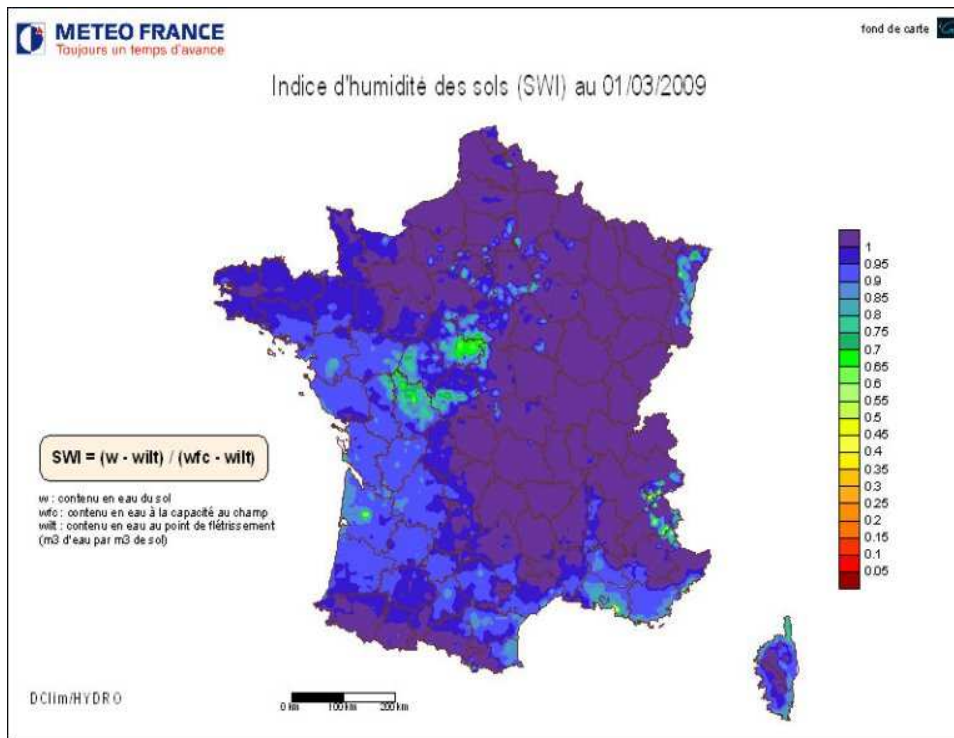 METEO FRANCE
Toujours un temps d'avance
fond de carte
Indice d'humidité des sols (SWI) au 01/03/2009
1
0.95
0.9
0.85
0.8
0.75
0.7
0.65
0.6
0.55
0.5
0.45
0.4
0.35
0.3
0.25
0.2
0.15
0.1
0.05
SWI = (w - wilt) / (wfc - wilt)
w : contenu en eau du sol
wfc : contenu en eau à la capacité au champ
wilt : contenu en eau au point de flétrissement
(m3 d'eau par m3 de sol)
DClim/HYDRO
0 km 100 km 200 km